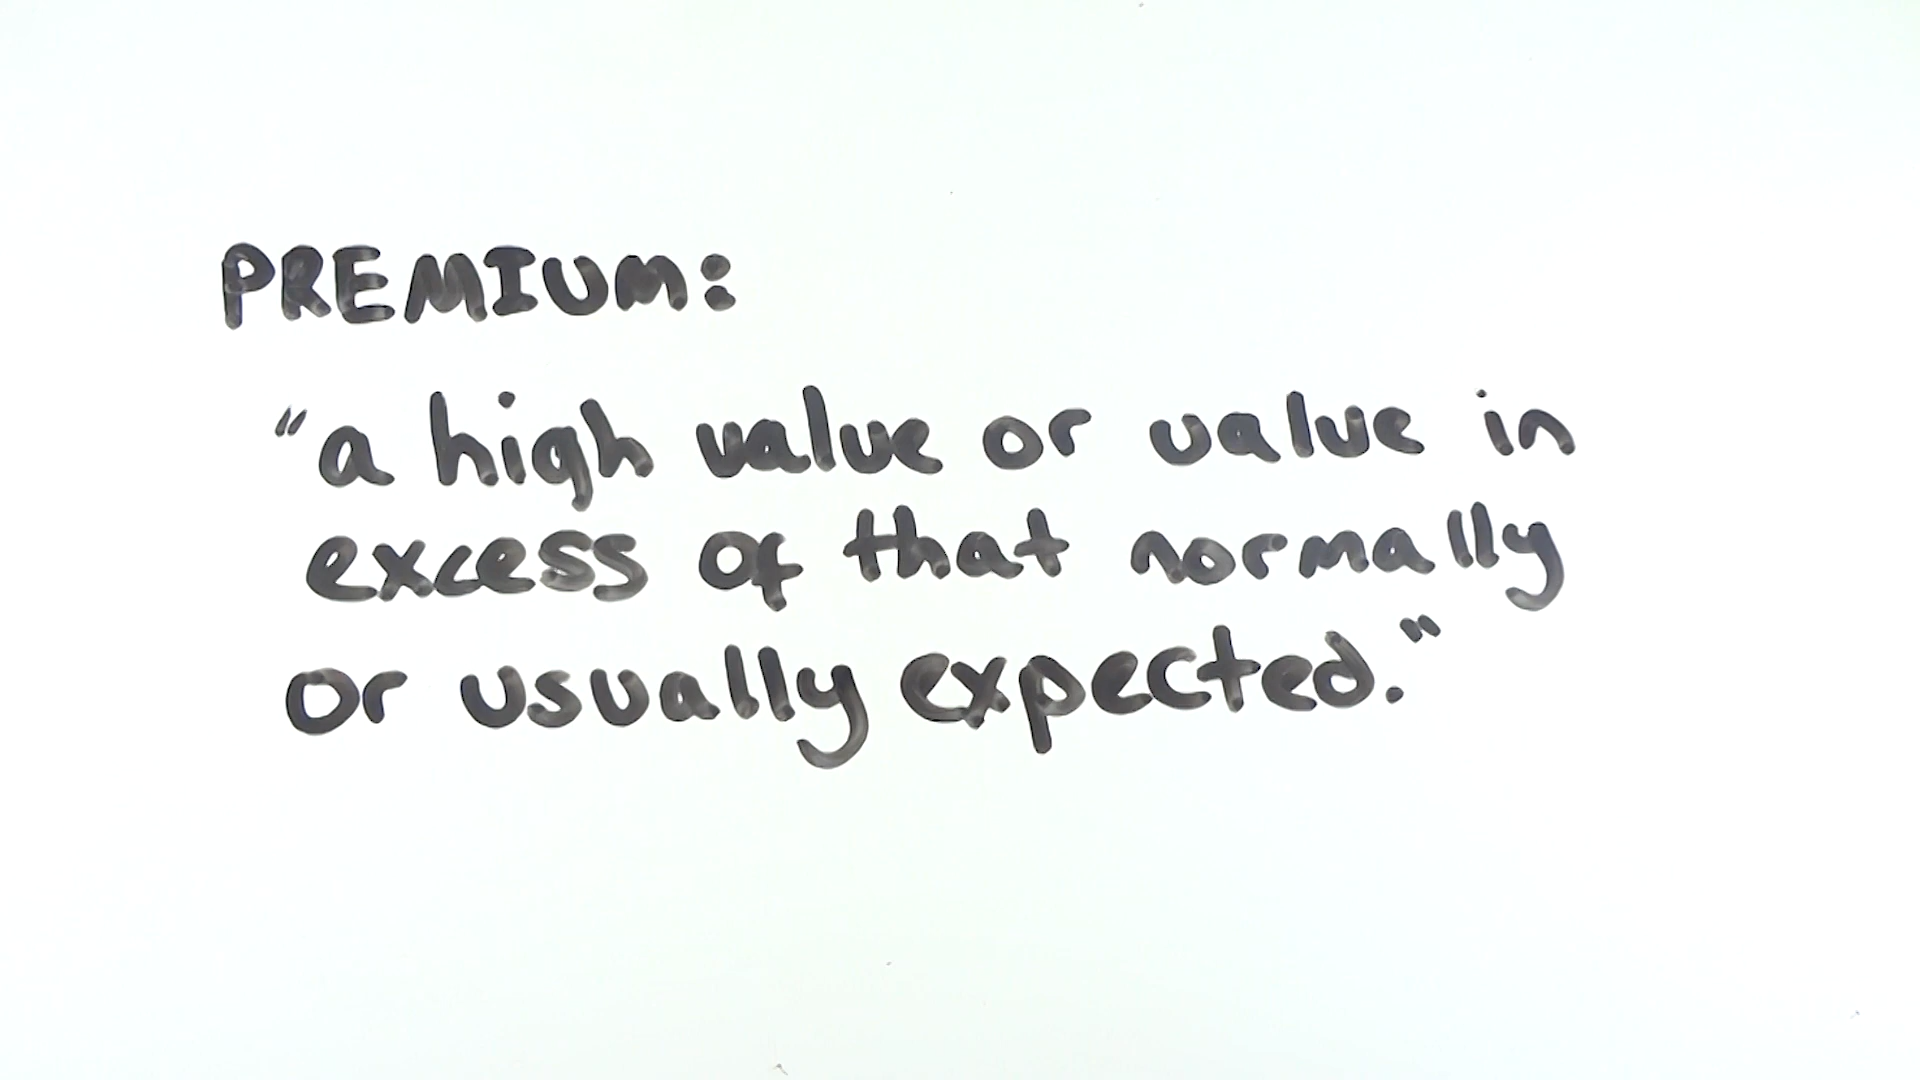 PREMIUM:
"a high value or value in
excess of that normally
or usually expected."